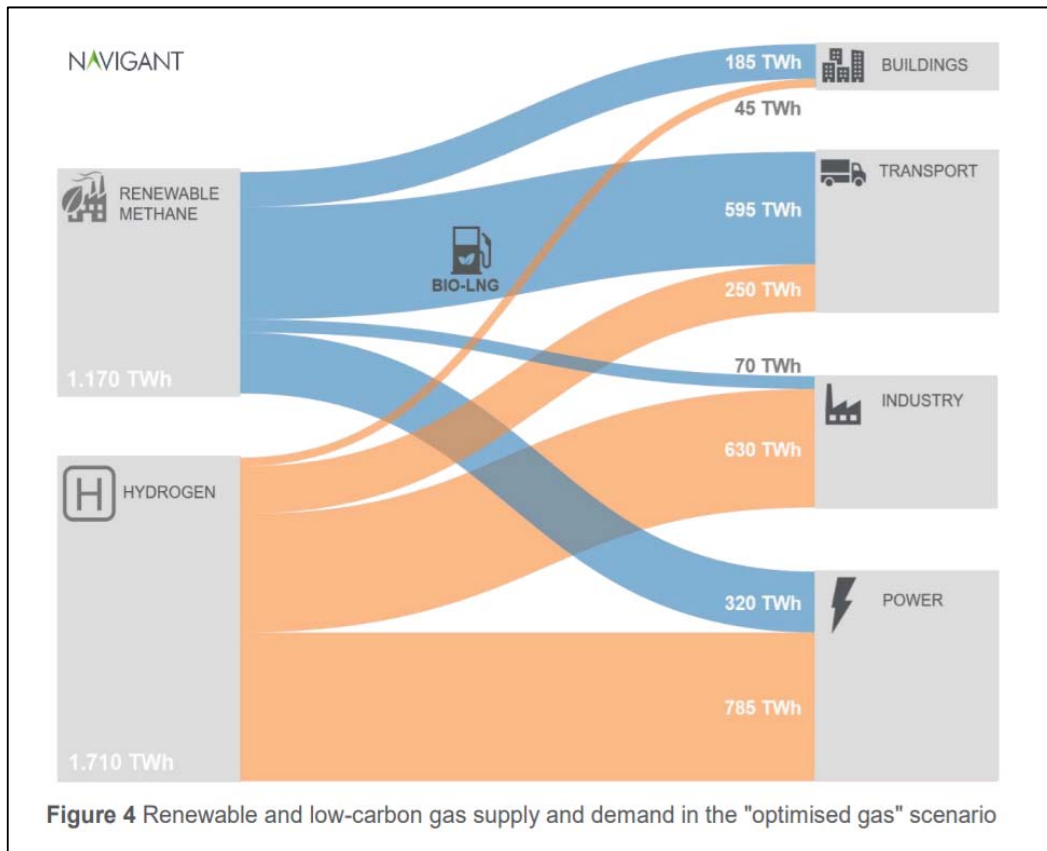 NAVIGANT
185 TWh
BUILDINGS
45 TWh
RENEWABLE
METHANE
TRANSPORT
595 TWh
BIO-LNG
250 TWh
1.170 TWh
70 TWh
INDUSTRY
630 TWh
H
HYDROGEN
320 TWh
POWER
785 TWh
1.710 TWh
Figure 4 Renewable and low-carbon gas supply and demand in the "optimised gas" scenario